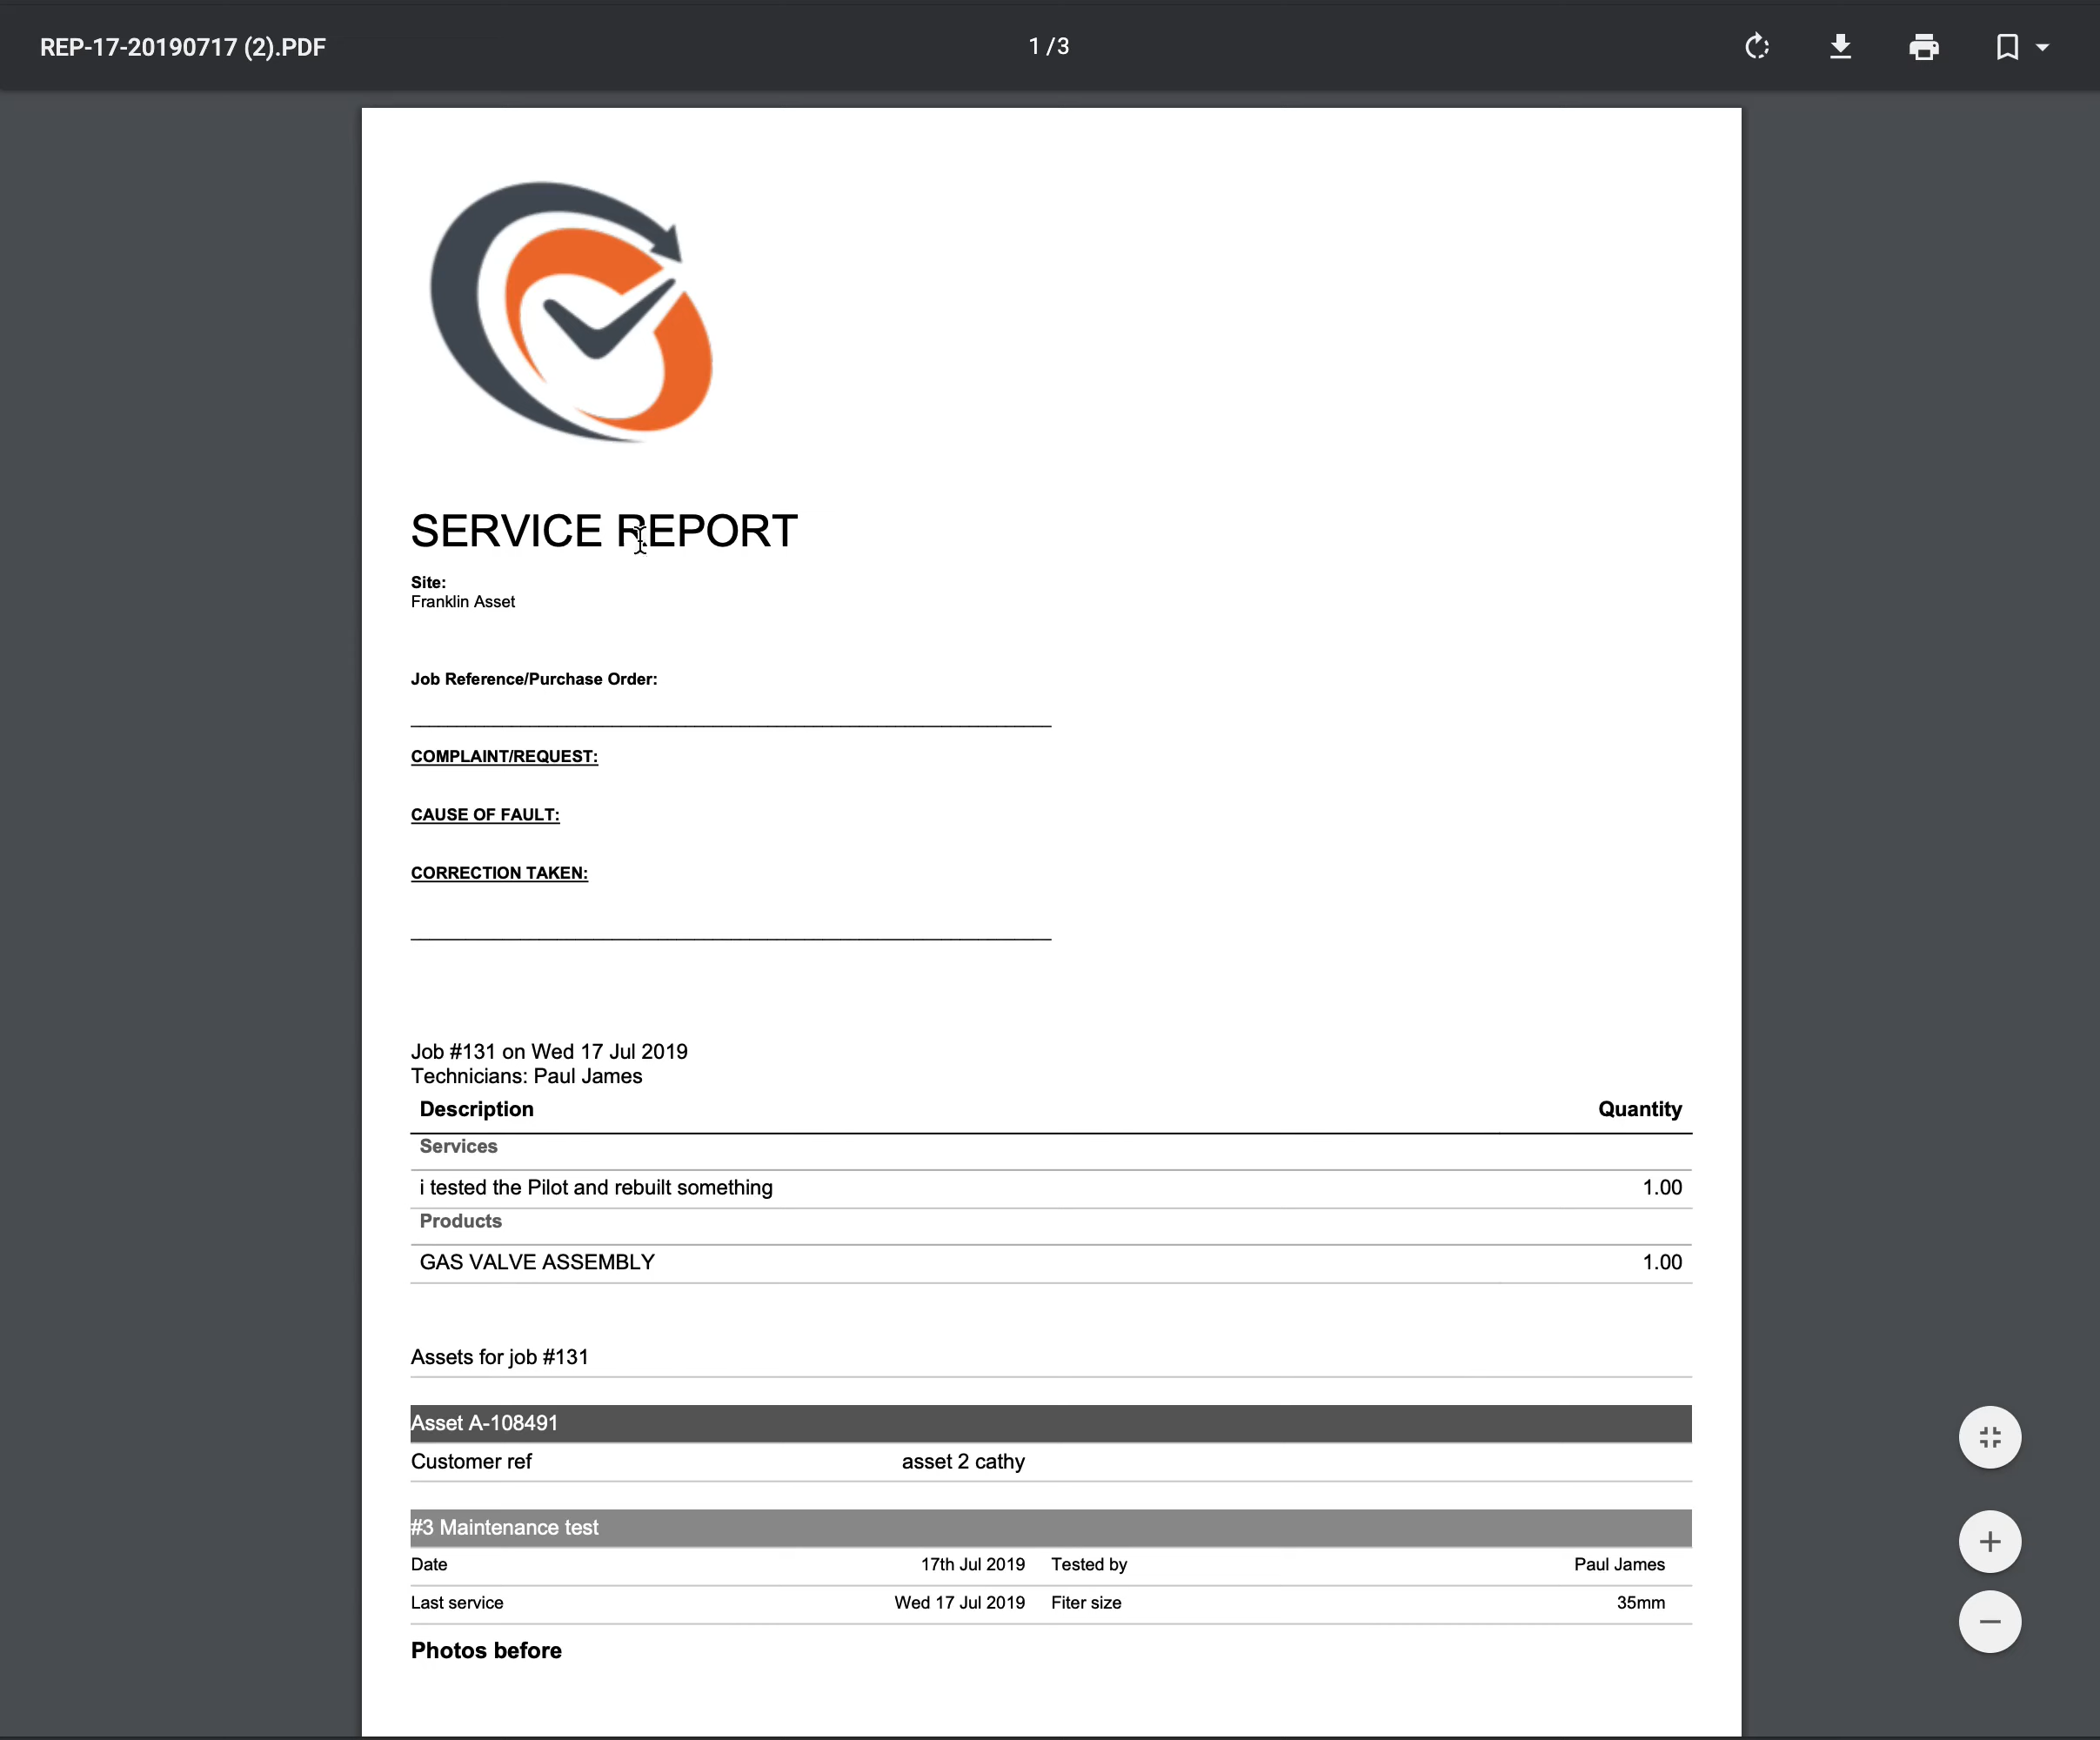 REP-17-20190717 (2).PDF
1 / 3
SERVICE REPORT
Site:
Franklin Asset
Job Reference/Purchase Order:
COMPLAINT/REQUEST:
CAUSE OF FAULT:
CORRECTION TAKEN:
Job #131 on Wed 17 Jul 2019
Technicians: Paul James
Description Quantity
Services
i tested the Pilot and rebuilt something 1.00
Products
GAS VALVE ASSEMBLY 1.00
Assets for job #131
Asset A-108491
Customer ref asset 2 cathy
#3 Maintenance test
Date 17th Jul 2019 Tested by Paul James
Last service Wed 17 Jul 2019 Fiter size 35mm
Photos before